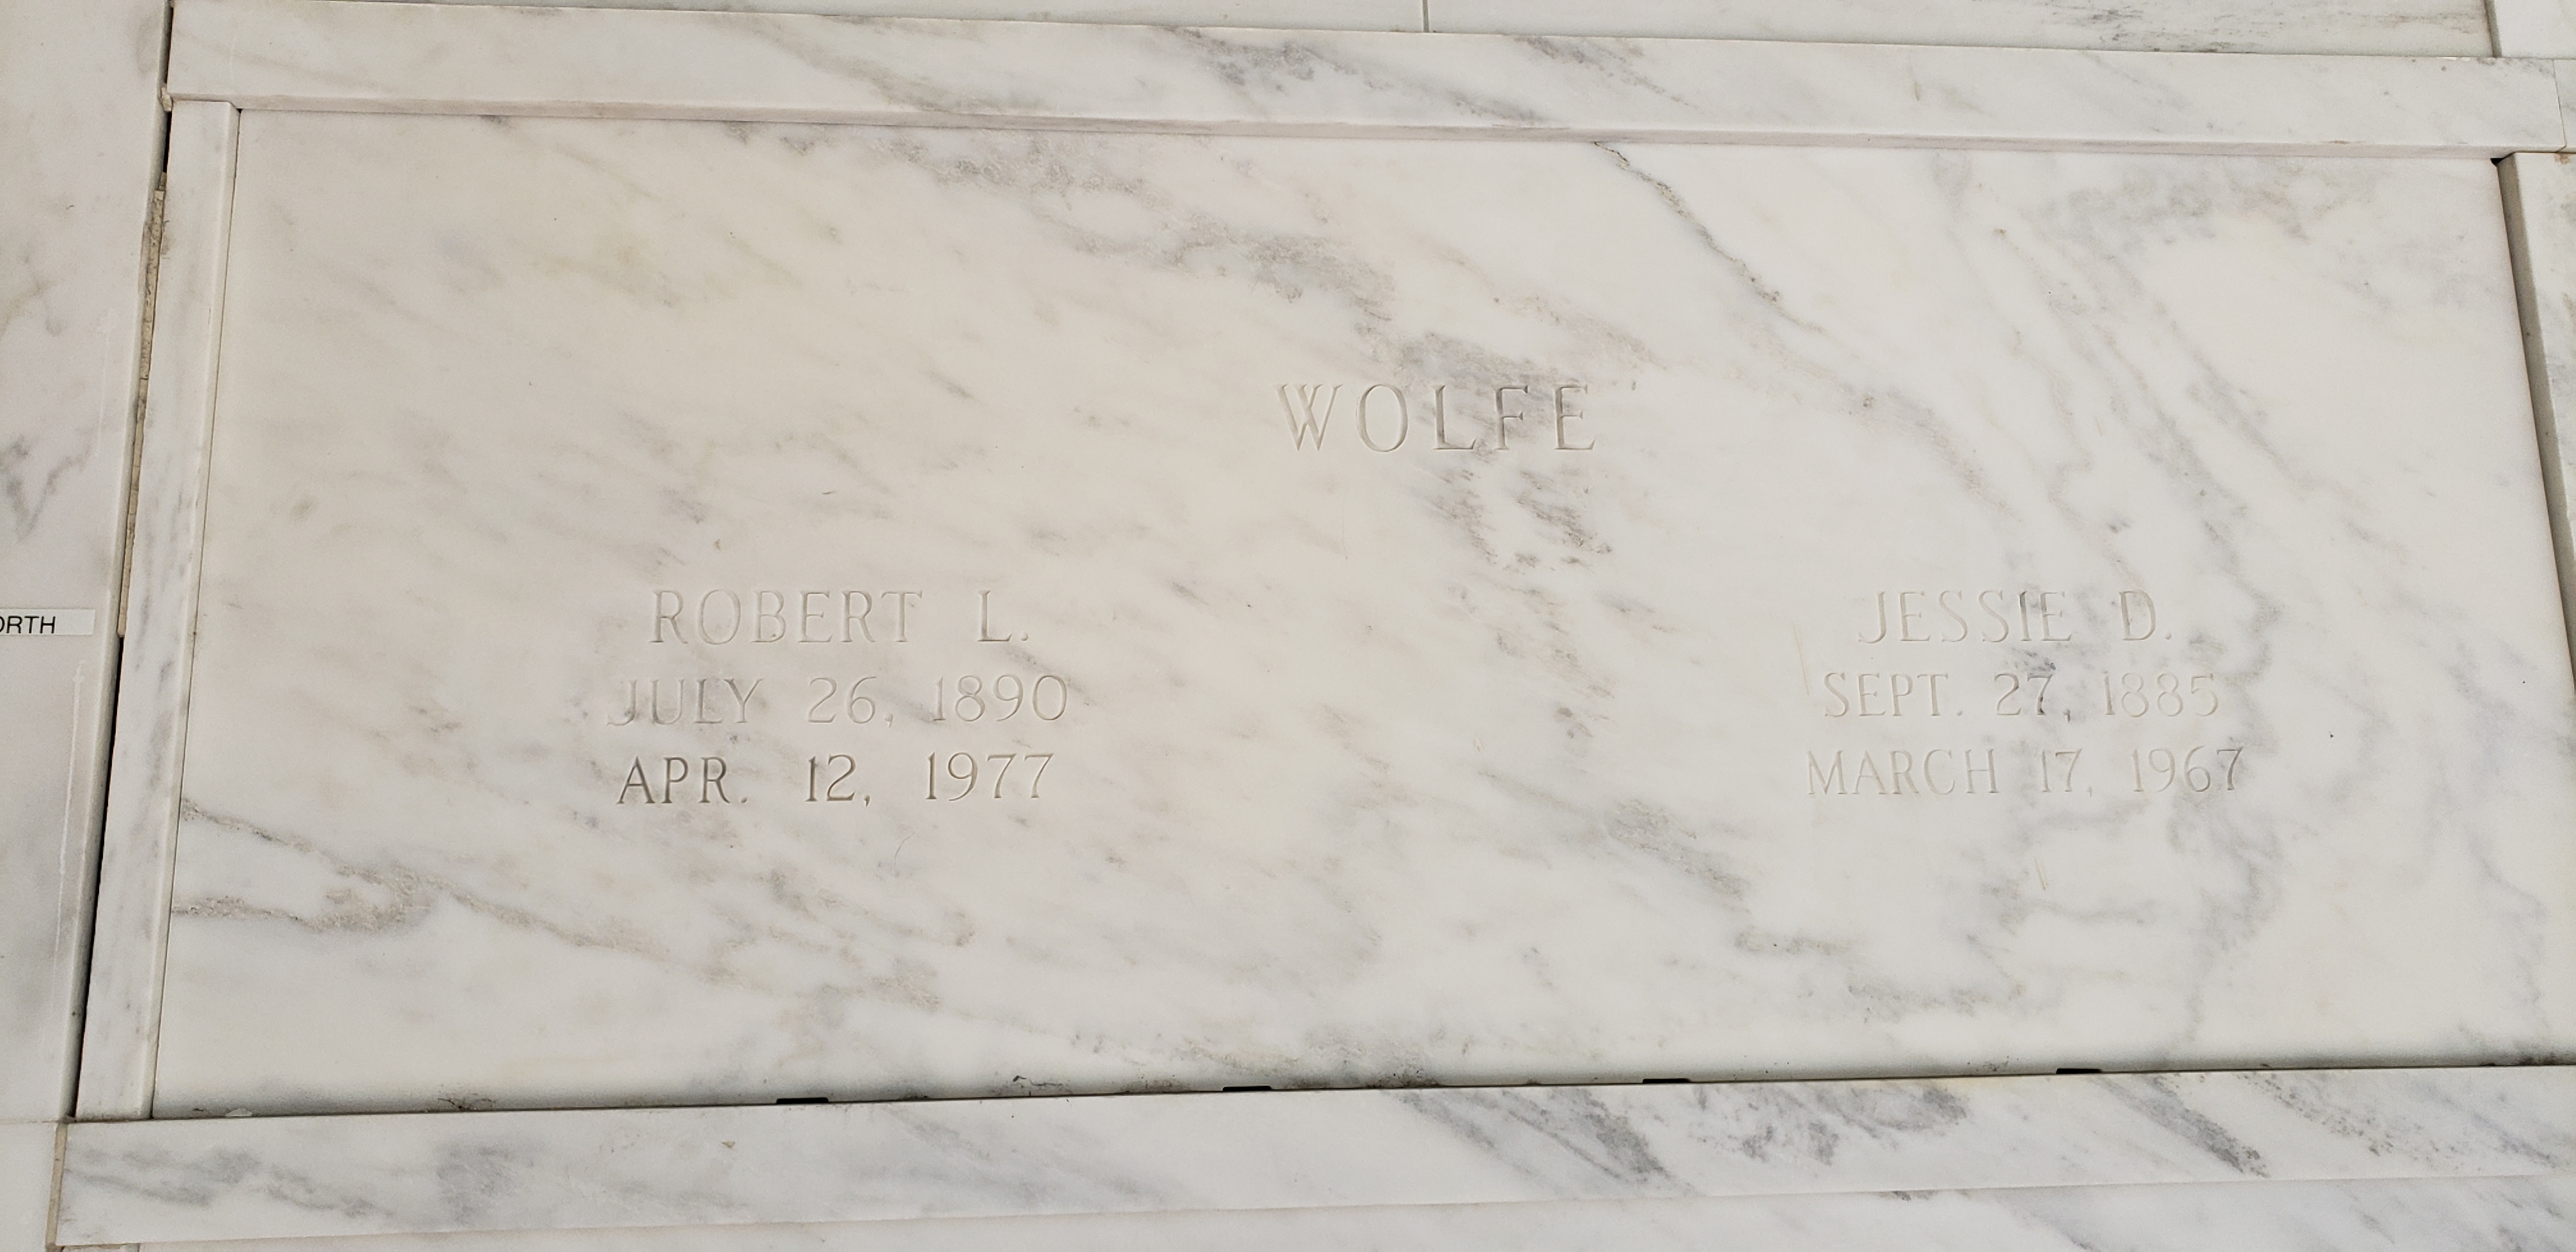 WOLFE
ROBERT L.
JULY 26, 1890
APR. 12, 1977
JESSIE D.
SEPT. 27, 1885
MARCH 17, 1967
ORTH